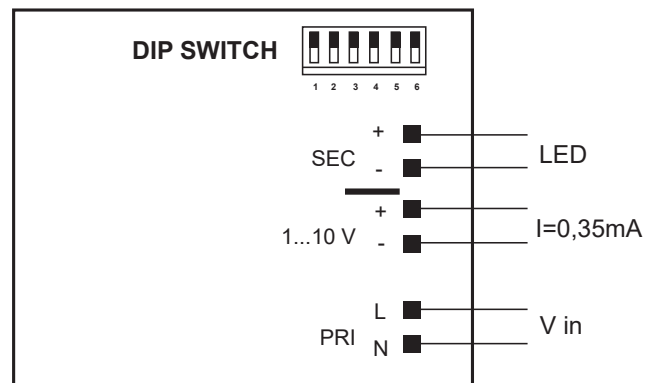 DIP SWITCH
1 2 3 4 5 6
+
SEC
-
LED
+
1...10 V
-
I=0,35mA
L
PRI
N
V in